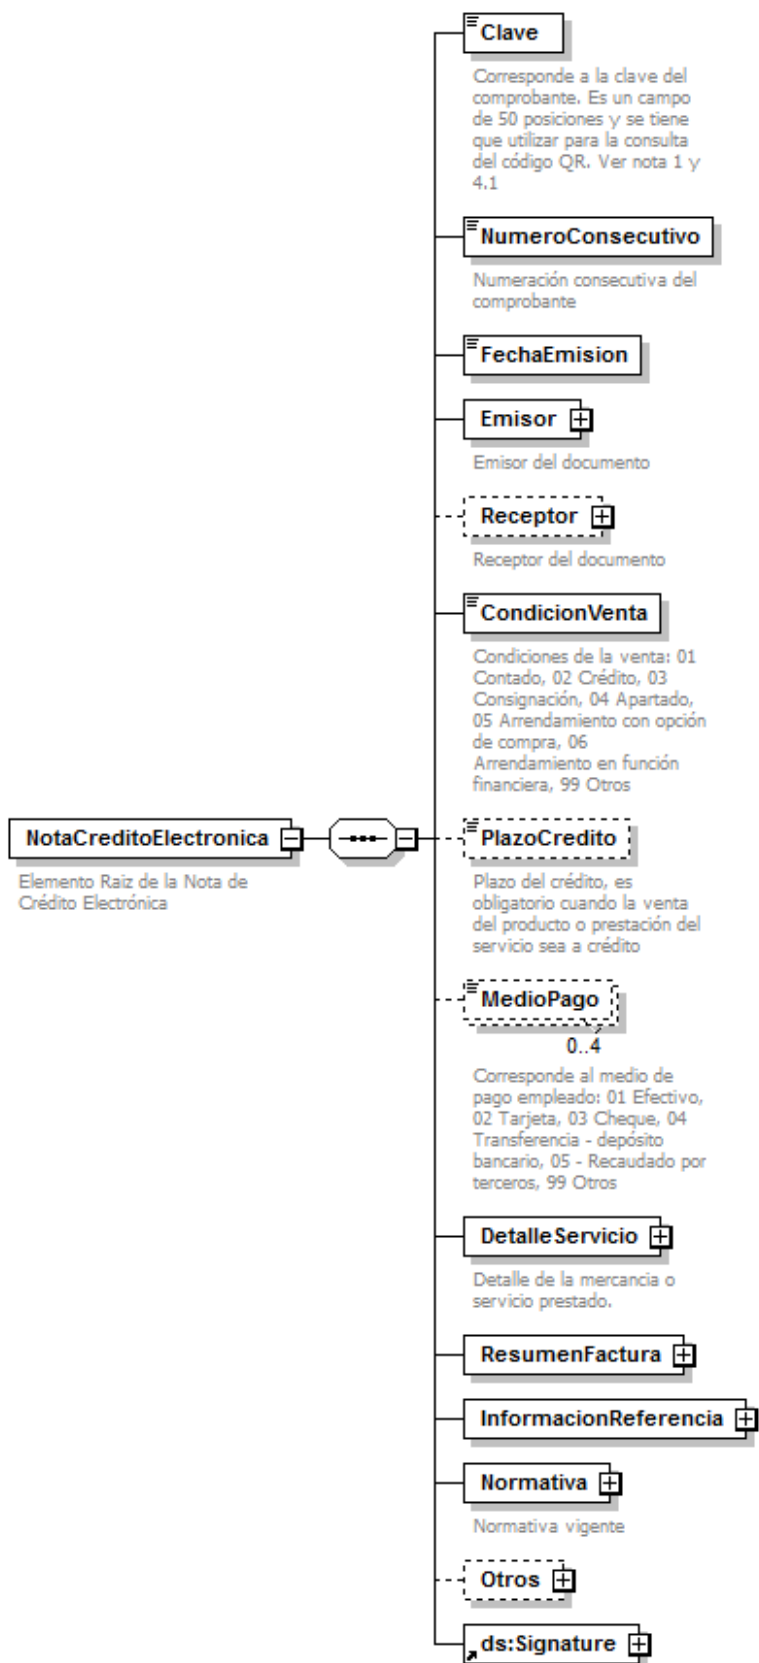 Clave
Corresponde a la clave del
comprobante. Es un campo
de 50 posiciones y se tiene
que utilizar para la consulta
del código QR. Ver nota 1 y
4.1
NumeroConsecutivo
Numeración consecutiva del
comprobante
FechaEmision
Emisor
Emisor del documento
Receptor
Receptor del documento
CondicionVenta
Condiciones de la venta: 01
Contado, 02 Crédito, 03
Consignación, 04 Apartado,
05 Arrendamiento con opción
de compra, 06
Arrendamiento en función
financiera, 99 Otros
NotaCreditoElectronica
Elemento Raiz de la Nota de
Crédito Electrónica
PlazoCredito
Plazo del crédito, es
obligatorio cuando la venta
del producto o prestación del
servicio sea a crédito
MedioPago
0..4
Corresponde al medio de
pago empleado: 01 Efectivo,
02 Tarjeta, 03 Cheque, 04
Transferencia - depósito
bancario, 05 - Recaudado por
terceros, 99 Otros
DetalleServicio
Detalle de la mercancia o
servicio prestado.
ResumenFactura
InformacionReferencia
Normativa
Normativa vigente
Otros
ds:Signature